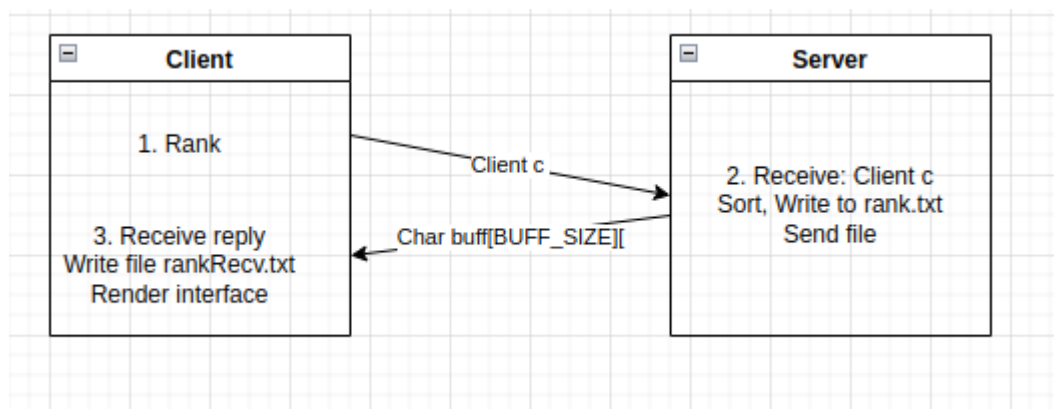 Client
Server
1. Rank
Client c
2. Receive: Client c
Sort, Write to rank.txt
Send file
3. Receive reply
Write file rankRecv.txt
Render interface
Char buff[BUFF_SIZE][